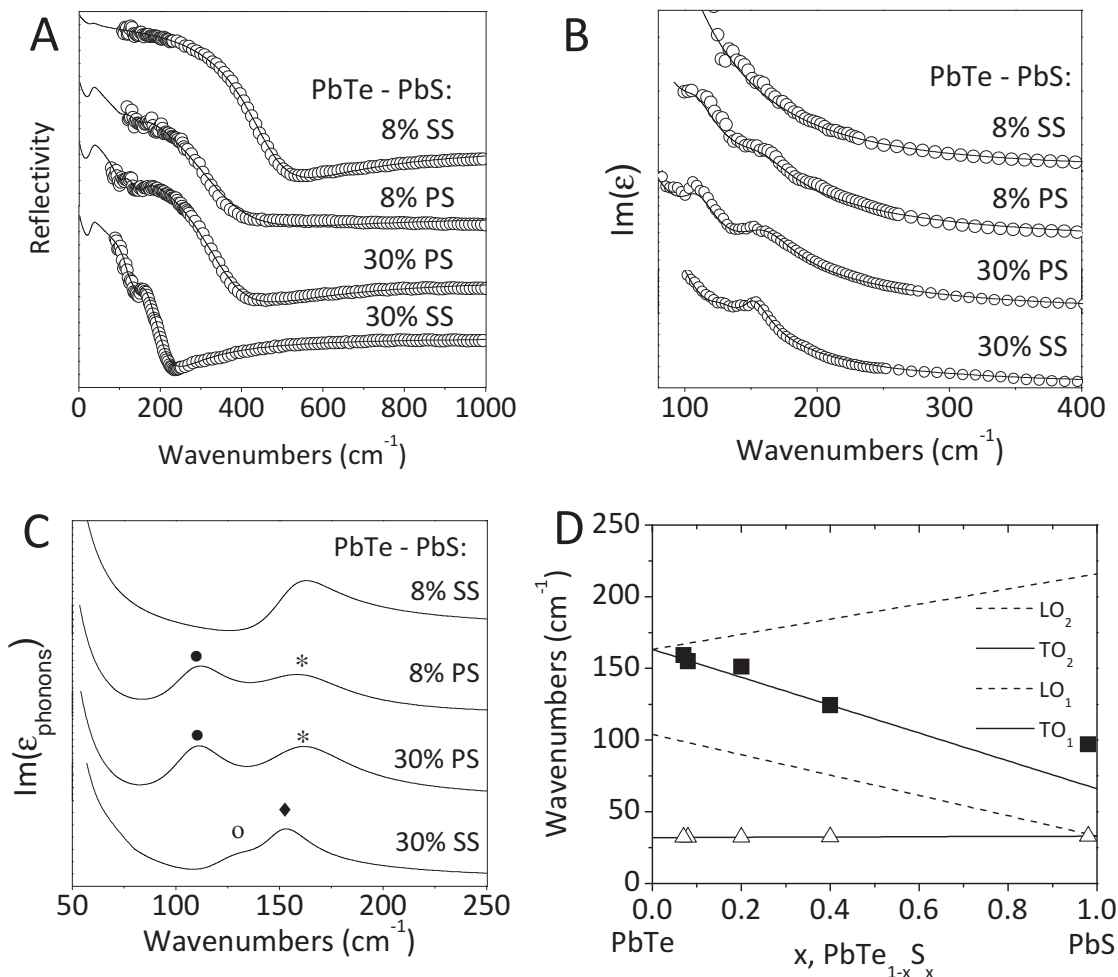 A
PbTe - PbS:
8% SS
8% PS
30% PS
30% SS
Reflectivity
0 200 400 600 800 1000
Wavenumbers (cm⁻¹)
B
PbTe - PbS:
8% SS
8% PS
30% PS
30% SS
Im(ε)
100 200 300 400
Wavenumbers (cm⁻¹)
C
PbTe - PbS:
8% SS
● * 8% PS
● * 30% PS
o ♦ 30% SS
Im(ε_phonons)
50 100 150 200 250
Wavenumbers (cm⁻¹)
D
250
200
150
100
50
0
Wavenumbers (cm⁻¹)
LO₂
TO₂
LO₁
TO₁
0.0 0.2 0.4 0.6 0.8 1.0
PbTe PbS
x, PbTe₁₋ₓSₓ